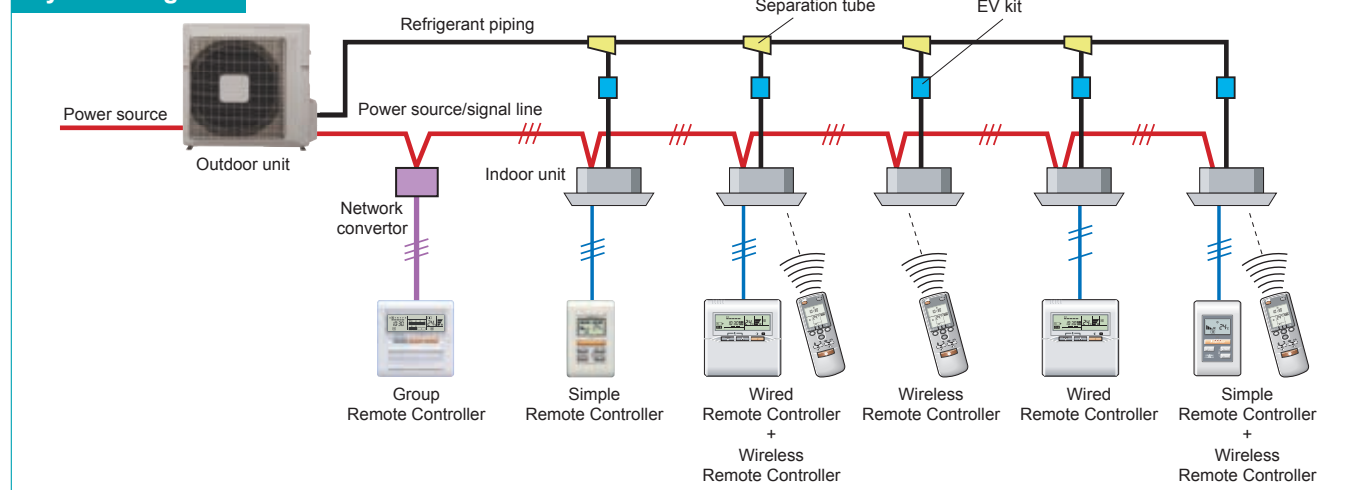 Separation tube
EV kit
Refrigerant piping
Power source
Power source/signal line
Outdoor unit
Indoor unit
Network
convertor
Group
Remote Controller
Simple
Remote Controller
Wired
Remote Controller
+
Wireless
Remote Controller
Wireless
Remote Controller
Wired
Remote Controller
Simple
Remote Controller
+
Wireless
Remote Controller